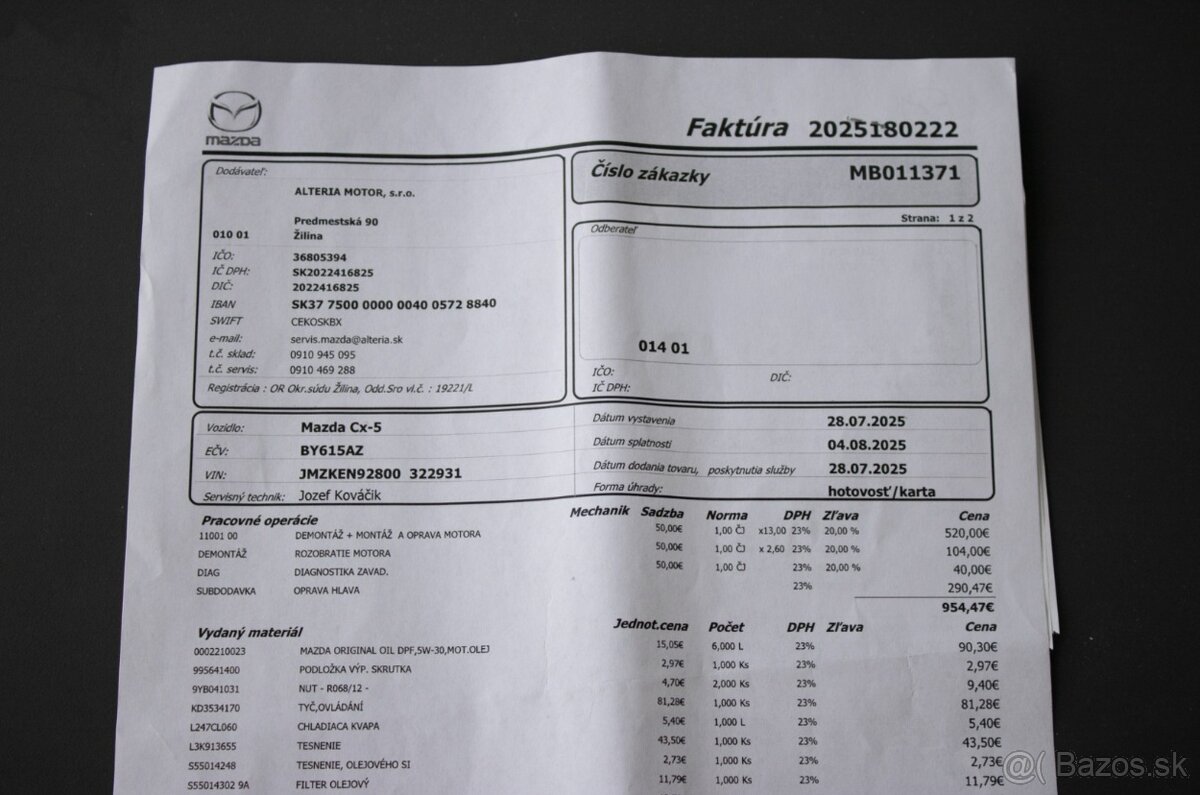 mazda
Faktúra 2025180222
Dodávateľ:
ALTERIA MOTOR, s.r.o.
Predmestská 90
010 01 Žilina
IČO: 36805394
IČ DPH: SK2022416825
DIČ: 2022416825
IBAN SK37 7500 0000 0040 0572 8840
SWIFT CEKOSKBX
e-mail: servis.mazda@alteria.sk
t.č. sklad: 0910 945 095
t.č. servis: 0910 469 288
Registrácia : OR Okr.súdu Žilina, Odd.Sro vl.č. : 19221/L
Číslo zákazky MB011371
Strana: 1 z 2
Odberateľ
014 01
IČO: DIČ:
IČ DPH:
Vozidlo: Mazda Cx-5
EČV: BY615AZ
VIN: JMZKEN92800 322931
Servisný technik: Jozef Kováčik
Dátum vystavenia 28.07.2025
Dátum splatnosti 04.08.2025
Dátum dodania tovaru, poskytnutia služby 28.07.2025
Forma úhrady: hotovosť/karta
Pracovné operácie Mechanik Sadzba Norma DPH Zľava Cena
11001 00 DEMONTÁŽ + MONTÁŽ A OPRAVA MOTORA 50,00€ 1,00 ČJ x13,00 23% 20,00 % 520,00€
DEMONTÁŽ ROZOBRATIE MOTORA 50,00€ 1,00 ČJ x 2,60 23% 20,00 % 104,00€
DIAG DIAGNOSTIKA ZAVAD. 50,00€ 1,00 ČJ 23% 20,00 % 40,00€
SUBDODAVKA OPRAVA HLAVA 23% 290,47€
954,47€
Vydaný materiál Jednot.cena Počet DPH Zľava Cena
0002210023 MAZDA ORIGINAL OIL DPF,5W-30,MOT.OLEJ 15,05€ 6,000 L 23% 90,30€
995641400 PODLOŽKA VÝP. SKRUTKA 2,97€ 1,000 Ks 23% 2,97€
9YB041031 NUT - R068/12 - 4,70€ 2,000 Ks 23% 9,40€
KD3534170 TYČ,OVLÁDÁNÍ 81,28€ 1,000 Ks 23% 81,28€
L247CL060 CHLADIACA KVAPA 5,40€ 1,000 L 23% 5,40€
L3K913655 TESNENIE 43,50€ 1,000 Ks 23% 43,50€
S55014248 TESNENIE, OLEJOVÉHO SI 2,73€ 1,000 Ks 23% 2,73€
S55014302 9A FILTER OLEJOVÝ 11,79€ 1,000 Ks 23% 11,79€
@( Bazos.sk